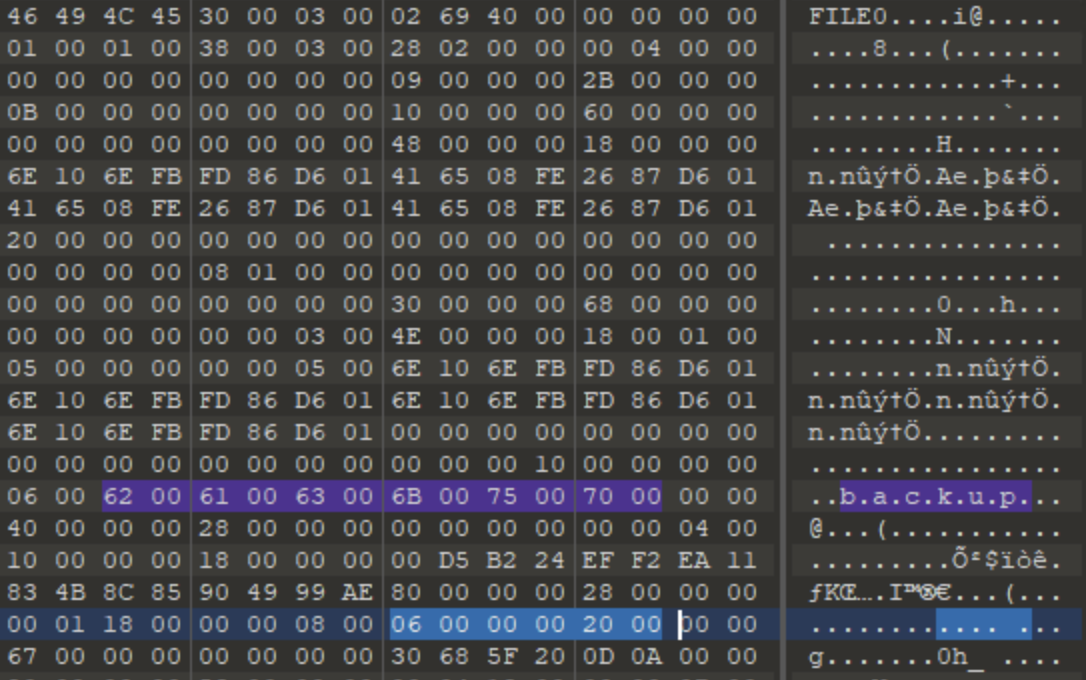 46 49 4C 45 30 00 03 00 02 69 40 00 00 00 00 00 FILE0....i@.....
01 00 01 00 38 00 03 00 28 02 00 00 00 04 00 00 ....8...(.......
00 00 00 00 00 00 00 00 09 00 00 00 2B 00 00 00 ............+...
0B 00 00 00 00 00 00 00 10 00 00 00 60 00 00 00 ............`...
00 00 00 00 00 00 00 00 48 00 00 00 18 00 00 00 ........H.......
6E 10 6E FB FD 86 D6 01 41 65 08 FE 26 87 D6 01 n.nûý†Ö.Ae.þ&‡Ö.
41 65 08 FE 26 87 D6 01 41 65 08 FE 26 87 D6 01 Ae.þ&‡Ö.Ae.þ&‡Ö.
20 00 00 00 00 00 00 00 00 00 00 00 00 00 00 00  ...............
00 00 00 00 08 01 00 00 00 00 00 00 00 00 00 00 ................
00 00 00 00 00 00 00 00 30 00 00 00 68 00 00 00 ........0...h...
00 00 00 00 00 00 03 00 4E 00 00 00 18 00 01 00 ........N.......
05 00 00 00 00 00 05 00 6E 10 6E FB FD 86 D6 01 ........n.nûý†Ö.
6E 10 6E FB FD 86 D6 01 6E 10 6E FB FD 86 D6 01 n.nûý†Ö.n.nûý†Ö.
6E 10 6E FB FD 86 D6 01 00 00 00 00 00 00 00 00 n.nûý†Ö.........
00 00 00 00 00 00 00 00 00 00 00 10 00 00 00 00 ................
06 00 62 00 61 00 63 00 6B 00 75 00 70 00 00 00 ..b.a.c.k.u.p...
40 00 00 00 28 00 00 00 00 00 00 00 00 00 04 00 @...(...........
10 00 00 00 18 00 00 00 00 D5 B2 24 EF F2 EA 11 .........Õ²$ïòê.
83 4B 8C 85 90 49 99 AE 80 00 00 00 28 00 00 00 ƒKŒ….I™®€...(...
00 01 18 00 00 00 08 00 06 00 00 00 20 00 00 00 ............ ...
67 00 00 00 00 00 00 00 30 68 5F 20 0D 0A 00 00 g.......0h_ ....